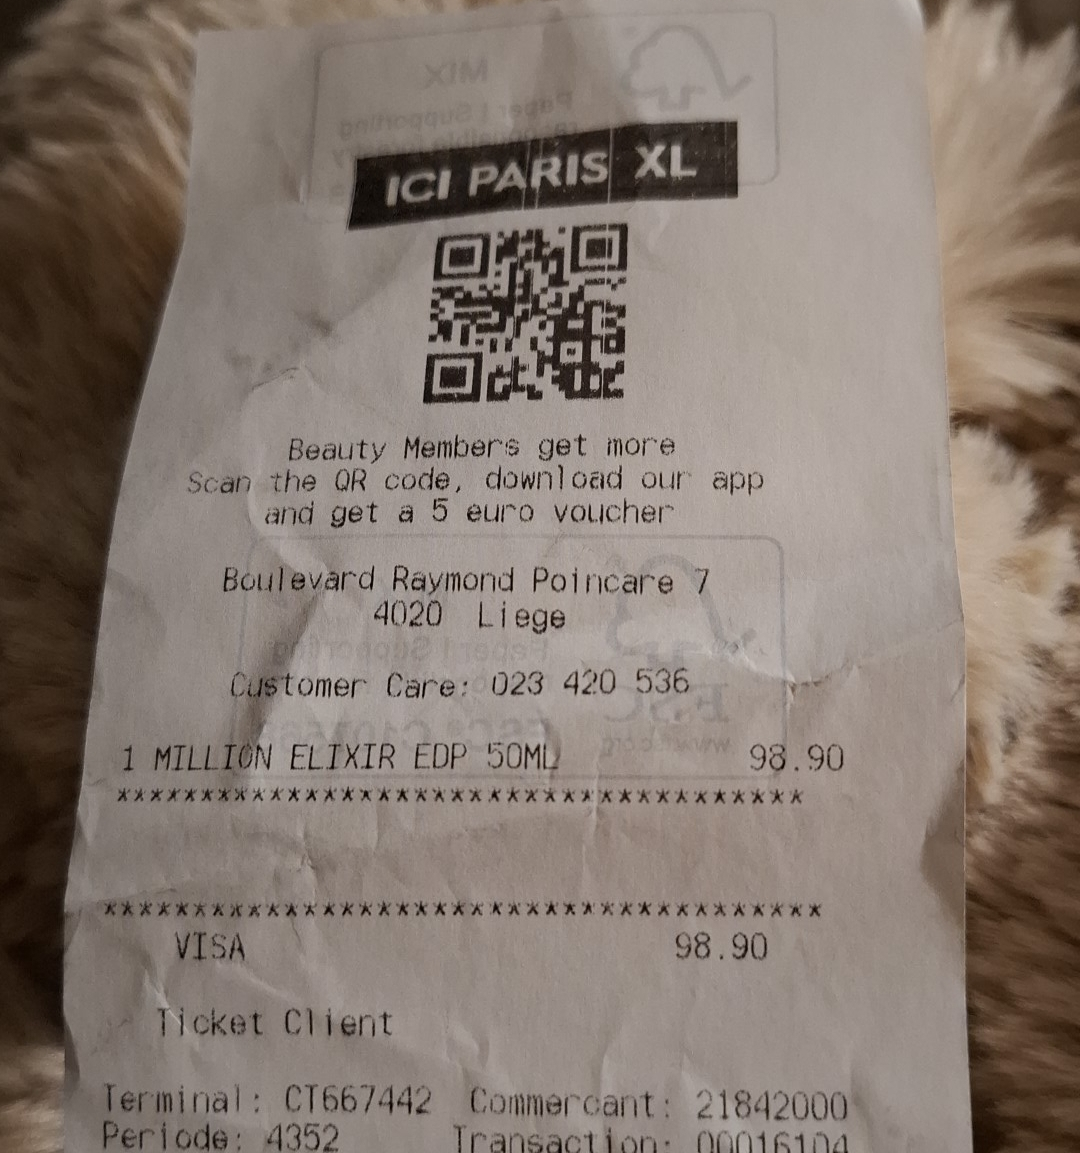 ICI PARIS XL
Beauty Members get more
Scan the QR code, download our app
and get a 5 euro voucher
Boulevard Raymond Poincare 7
4020 Liege
Customer Care: 023 420 536
1 MILLION ELIXIR EDP 50ML 98.90
***************************************
***************************************
VISA 98.90
Ticket Client
Terminal: CT667442 Commercant: 21842000
Periode: 4352 Transaction: 00016104